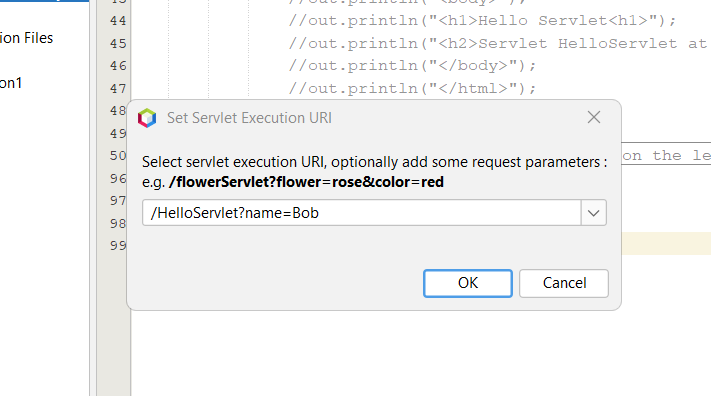 //out.println("<body>");
44 //out.println("<h1>Hello Servlet<h1>");
ion Files
45 //out.println("<h2>Servlet HelloServlet at
46 //out.println("</body>");
on1
47 //out.println("</html>");
48
Set Servlet Execution URI
49
50 on the le
Select servlet execution URI, optionally add some request parameters :
96
e.g. /flowerServlet?flower=rose&color=red
97
/HelloServlet?name=Bob
98
99
OK Cancel